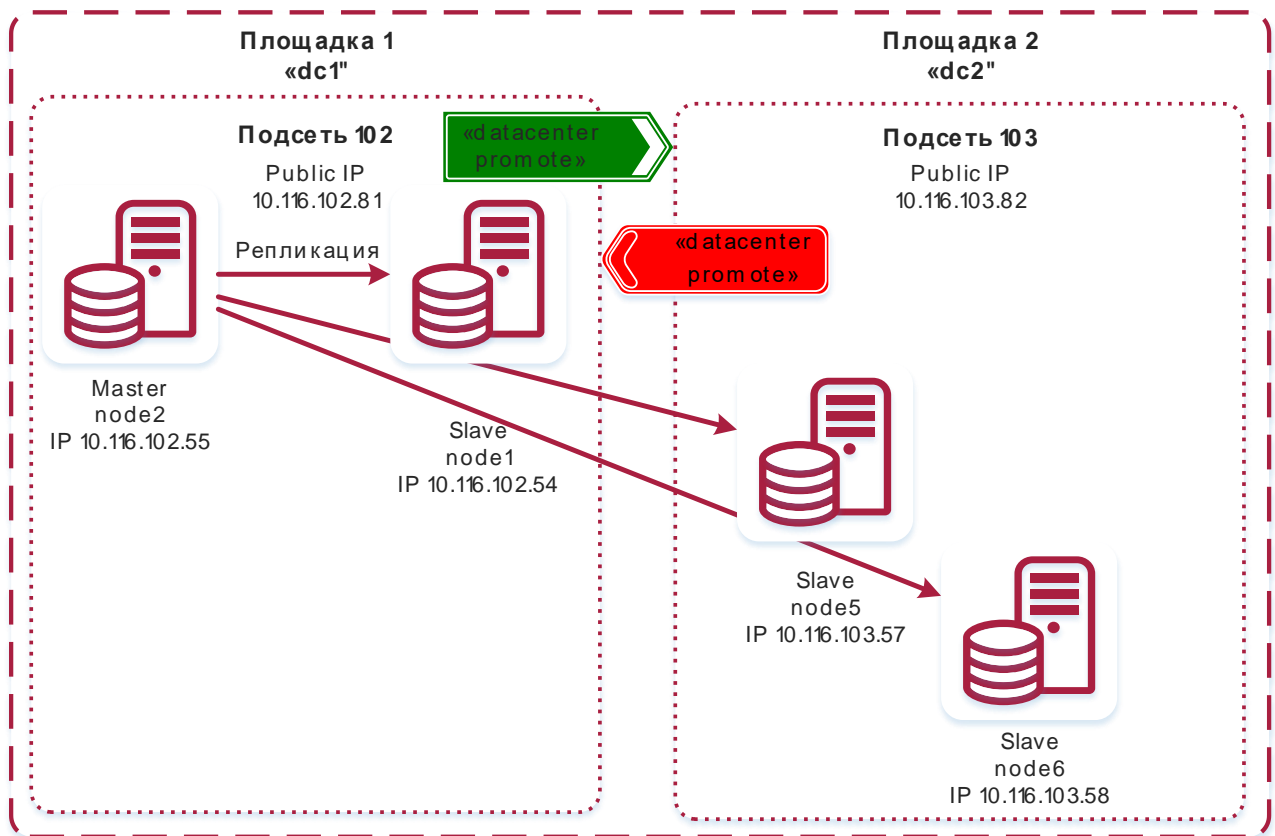 Площадка 1
«dc1"
Площадка 2
«dc2"
Подсеть 102
Public IP
10.116.102.81
«datacenter
promote»
Подсеть 103
Public IP
10.116.103.82
«datacenter
promote»
Репликация
Master
node2
IP 10.116.102.55
Slave
node1
IP 10.116.102.54
Slave
node5
IP 10.116.103.57
Slave
node6
IP 10.116.103.58